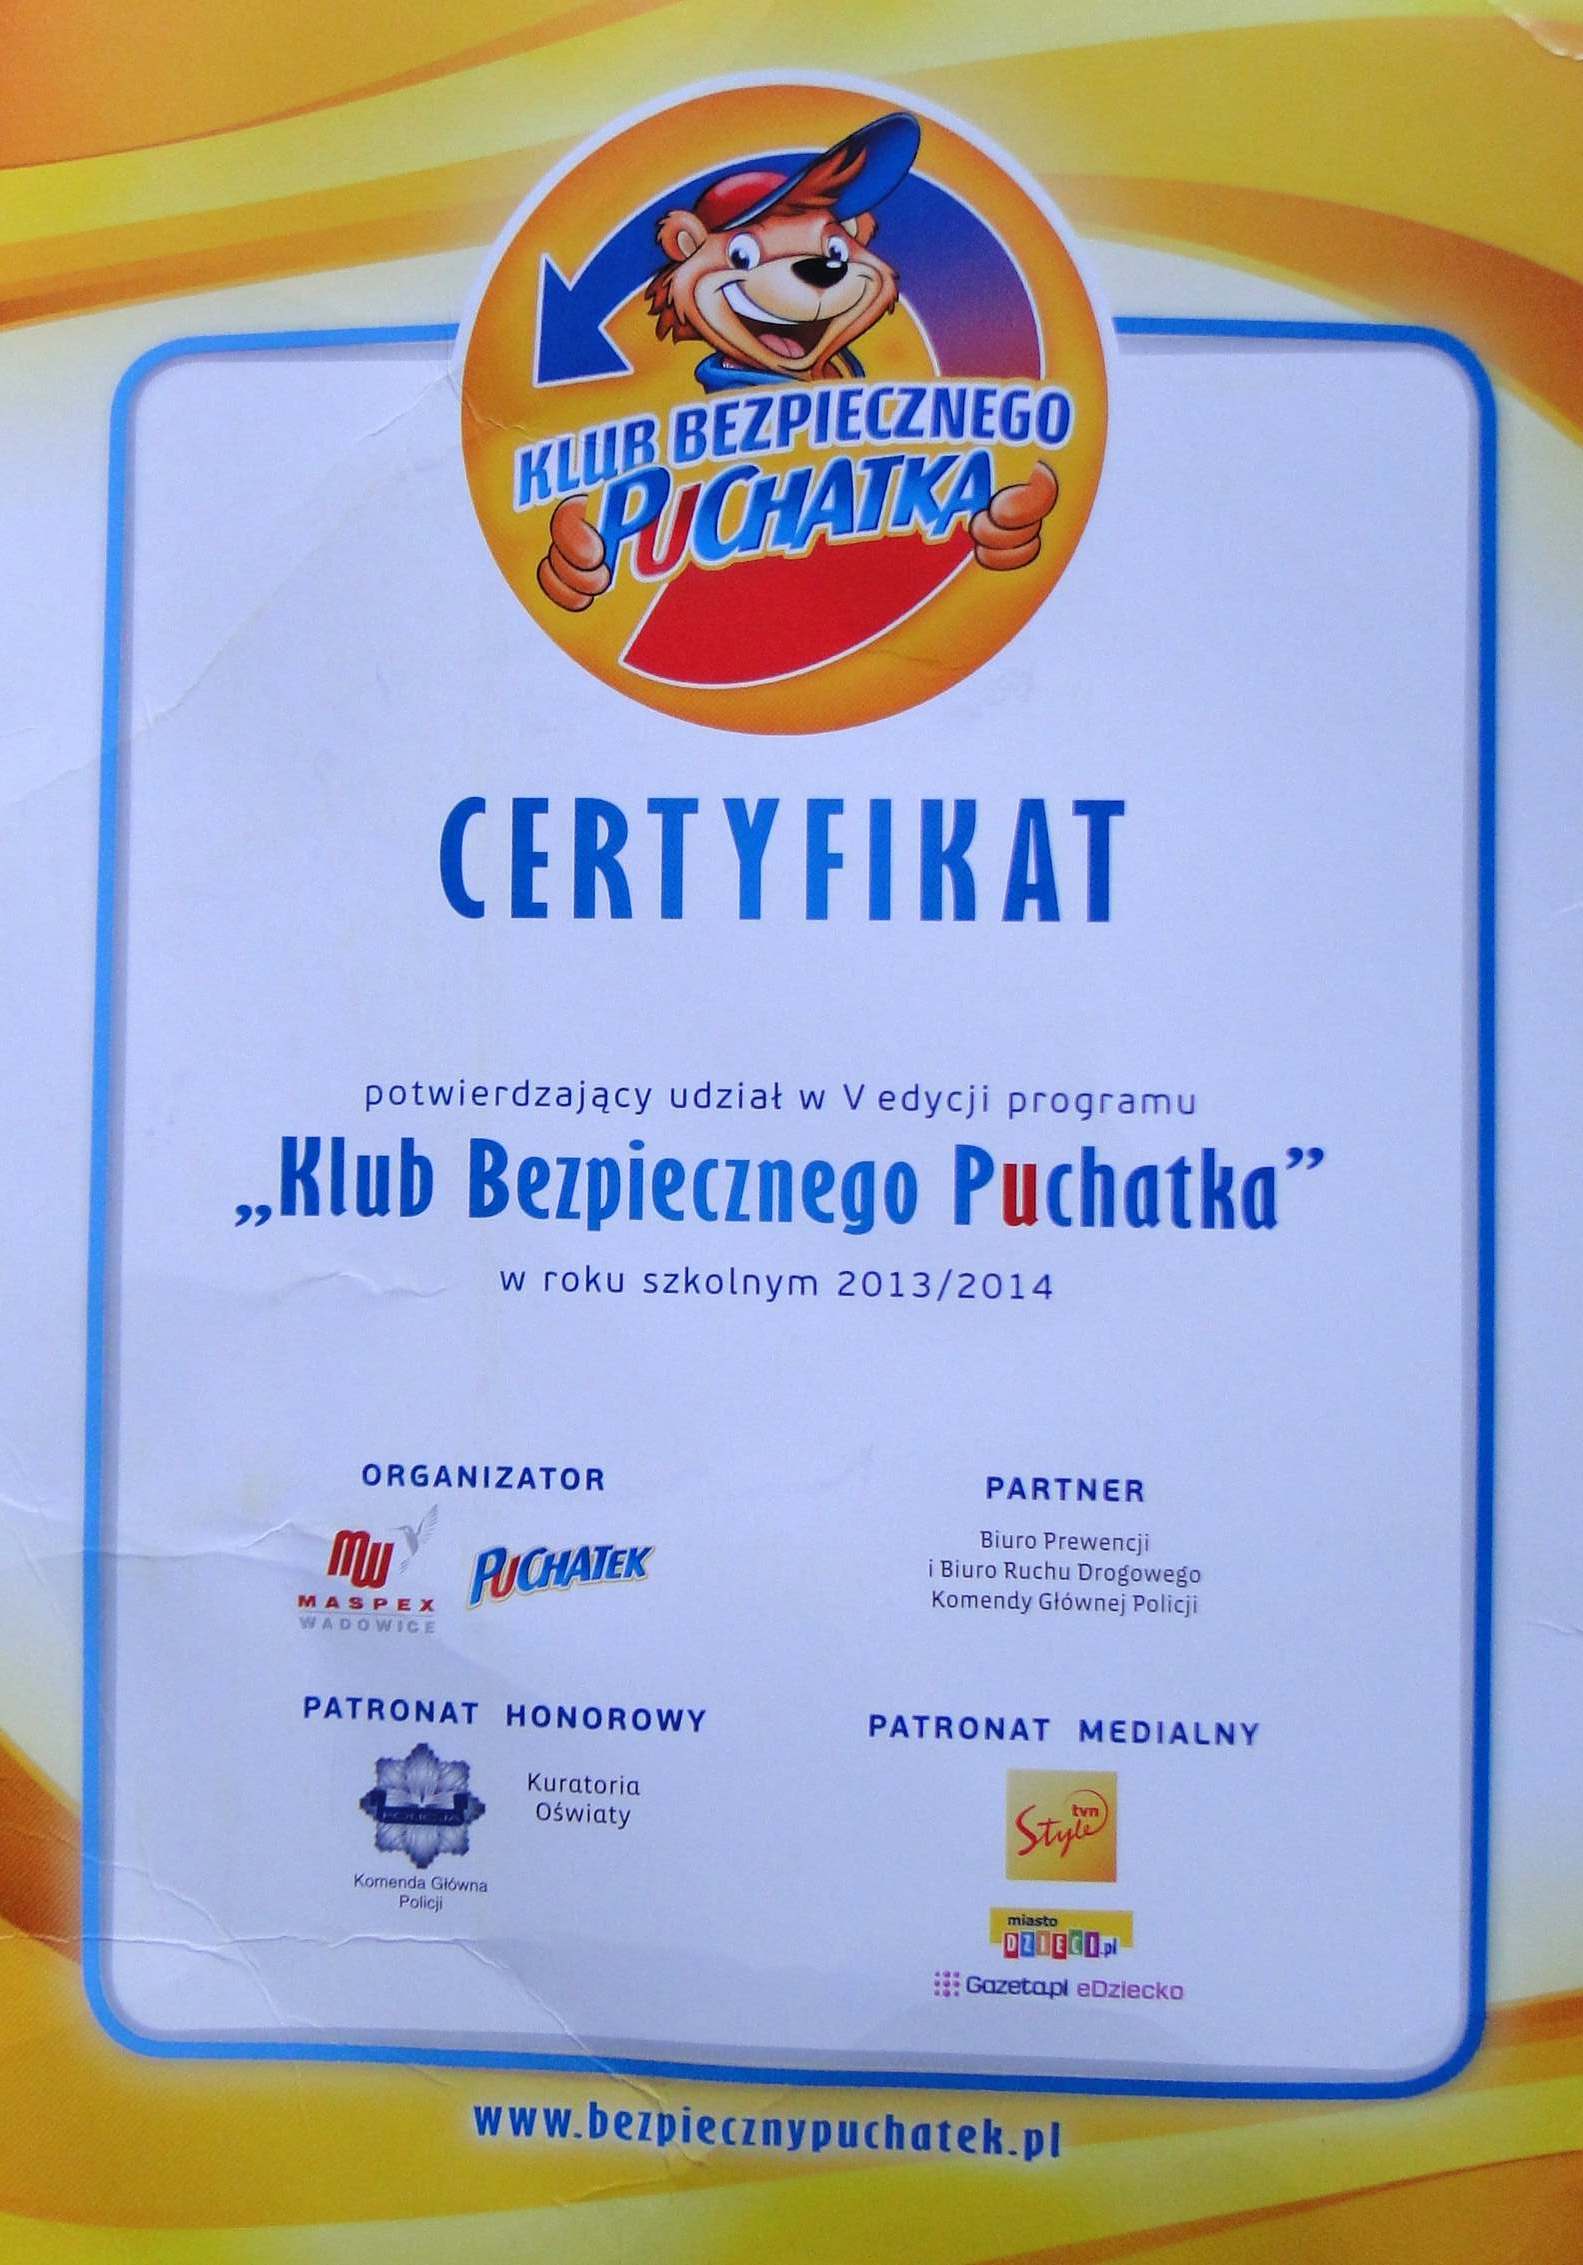 KLUB BEZPIECZNEGO
PUCHATKA
CERTYFIKAT
potwierdzający udział w V edycji programu
„Klub Bezpiecznego Puchatka”
w roku szkolnym 2013/2014
ORGANIZATOR
MW
MASPEX
WADOWICE
PUCHATEK
PARTNER
Biuro Prewencji
i Biuro Ruchu Drogowego
Komendy Głównej Policji
PATRONAT HONOROWY
POLICJA
Komenda Główna
Policji
Kuratoria
Oświaty
PATRONAT MEDIALNY
tvn
Style
miasto
DZIECI.pl
Gazeta.pl eDziecko
www.bezpiecznypuchatek.pl